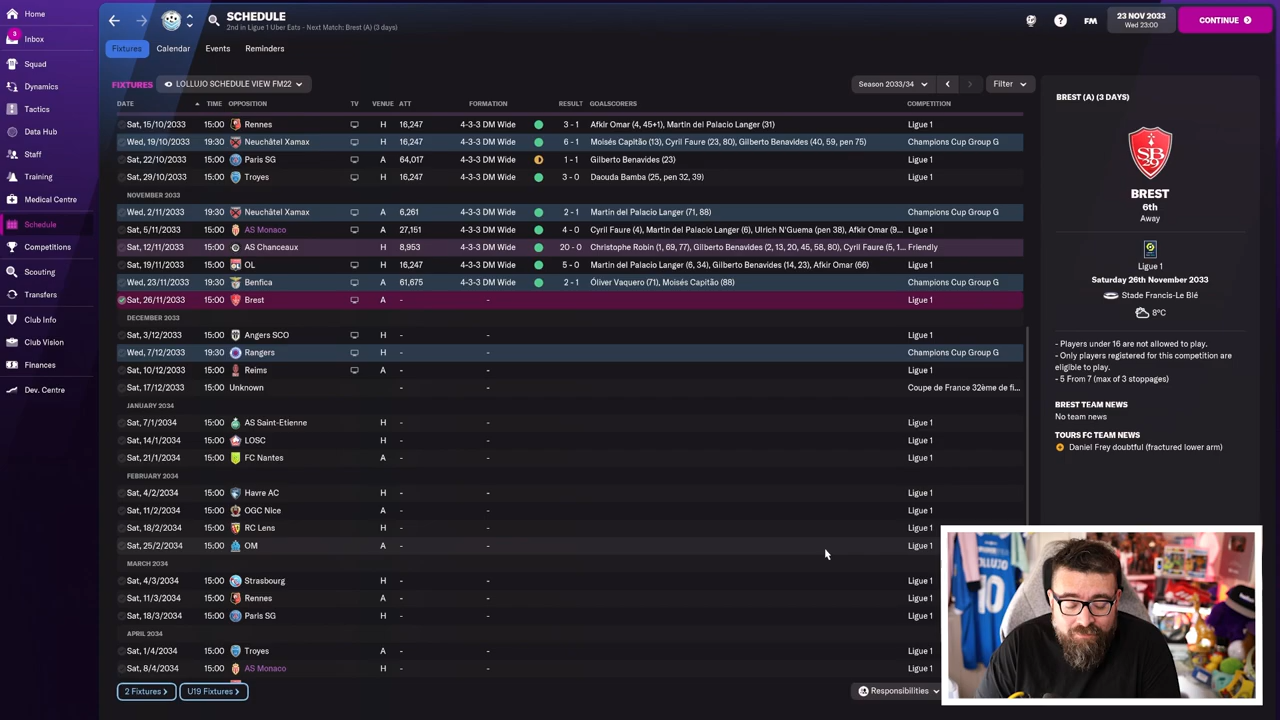 Home
3
Inbox
Squad
Dynamics
Tactics
Data Hub
Staff
Training
Medical Centre
Schedule
Competitions
Scouting
Transfers
Club Info
Club Vision
Finances
Dev. Centre
SCHEDULE
2nd in Ligue 1 Uber Eats - Next Match: Brest (A) (3 days)
FM
23 NOV 2033
Wed 23:00
CONTINUE
Fixtures Calendar Events Reminders
FIXTURES LOLLUJO SCHEDULE VIEW FM22 Season 2033/34 Filter
DATE TIME OPPOSITION TV VENUE ATT FORMATION RESULT GOALSCORERS COMPETITION
Sat, 15/10/2033 15:00 Rennes H 16,247 4-3-3 DM Wide 3 - 1 Afkir Omar (4, 45+1), Martín del Palacio Langer (31) Ligue 1
Wed, 19/10/2033 19:30 Neuchâtel Xamax H 16,247 4-3-3 DM Wide 6 - 1 Moisés Capitão (13), Cyril Faure (23, 80), Gilberto Benavides (40, 59, pen 75) Champions Cup Group G
Sat, 22/10/2033 15:00 Paris SG A 64,017 4-3-3 DM Wide 1 - 1 Gilberto Benavides (23) Ligue 1
Sat, 29/10/2033 15:00 Troyes H 16,247 4-3-3 DM Wide 3 - 0 Daouda Bamba (25, pen 32, 39) Ligue 1
NOVEMBER 2033
Wed, 2/11/2033 19:30 Neuchâtel Xamax A 6,261 4-3-3 DM Wide 2 - 1 Martín del Palacio Langer (71, 88) Champions Cup Group G
Sat, 5/11/2033 15:00 AS Monaco A 27,151 4-3-3 DM Wide 4 - 0 Cyril Faure (4), Martín del Palacio Langer (6), Ulrich N'Guema (pen 38), Afkir Omar (9... Ligue 1
Sat, 12/11/2033 15:00 AS Chanceaux H 8,953 4-3-3 DM Wide 20 - 0 Christophe Robin (1, 69, 77), Gilberto Benavides (2, 13, 20, 45, 58, 80), Cyril Faure (5, 1... Friendly
Sat, 19/11/2033 15:00 OL H 16,247 4-3-3 DM Wide 5 - 0 Martín del Palacio Langer (6, 34), Gilberto Benavides (14, 23), Afkir Omar (66) Ligue 1
Wed, 23/11/2033 19:30 Benfica A 61,675 4-3-3 DM Wide 2 - 1 Óliver Vaquero (71), Moisés Capitão (88) Champions Cup Group G
Sat, 26/11/2033 15:00 Brest A - - Ligue 1
DECEMBER 2033
Sat, 3/12/2033 15:00 Angers SCO H - - Ligue 1
Wed, 7/12/2033 19:30 Rangers H - - Champions Cup Group G
Sat, 10/12/2033 15:00 Reims A - - Ligue 1
Sat, 17/12/2033 15:00 Unknown - - Coupe de France 32ème de fi...
JANUARY 2034
Sat, 7/1/2034 15:00 AS Saint-Etienne H - - Ligue 1
Sat, 14/1/2034 15:00 LOSC H - - Ligue 1
Sat, 21/1/2034 15:00 FC Nantes A - - Ligue 1
FEBRUARY 2034
Sat, 4/2/2034 15:00 Havre AC H - - Ligue 1
Sat, 11/2/2034 15:00 OGC Nice A - - Ligue 1
Sat, 18/2/2034 15:00 RC Lens H - - Ligue 1
Sat, 25/2/2034 15:00 OM A - - Ligue 1
MARCH 2034
Sat, 4/3/2034 15:00 Strasbourg H - - Ligue 1
Sat, 11/3/2034 15:00 Rennes A - - Ligue 1
Sat, 18/3/2034 15:00 Paris SG H - - Ligue 1
APRIL 2034
Sat, 1/4/2034 15:00 Troyes A - - Ligue 1
Sat, 8/4/2034 15:00 AS Monaco H - - Ligue 1
2 Fixtures > U19 Fixtures > Responsibilities
BREST (A) (3 DAYS)
BREST
6th
Away
Ligue 1
Saturday 26th November 2033
Stade Francis-Le Blé
8°C
- Players under 16 are not allowed to play.
- Only players registered for this competition are
eligible to play.
- 5 From 7 (max of 3 stoppages)
BREST TEAM NEWS
No team news
TOURS FC TEAM NEWS
Daniel Frey doubtful (fractured lower arm)
LOLLUJO
10